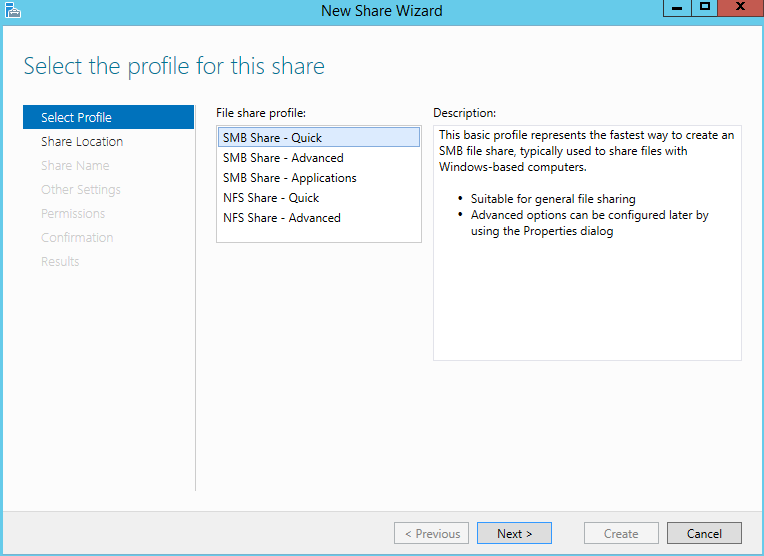 New Share Wizard
Select the profile for this share
Select Profile
Share Location
Share Name
Other Settings
Permissions
Confirmation
Results
File share profile:
SMB Share - Quick
SMB Share - Advanced
SMB Share - Applications
NFS Share - Quick
NFS Share - Advanced
Description:
This basic profile represents the fastest way to create an
SMB file share, typically used to share files with
Windows-based computers.
• Suitable for general file sharing
• Advanced options can be configured later by
using the Properties dialog
< Previous
Next >
Create
Cancel